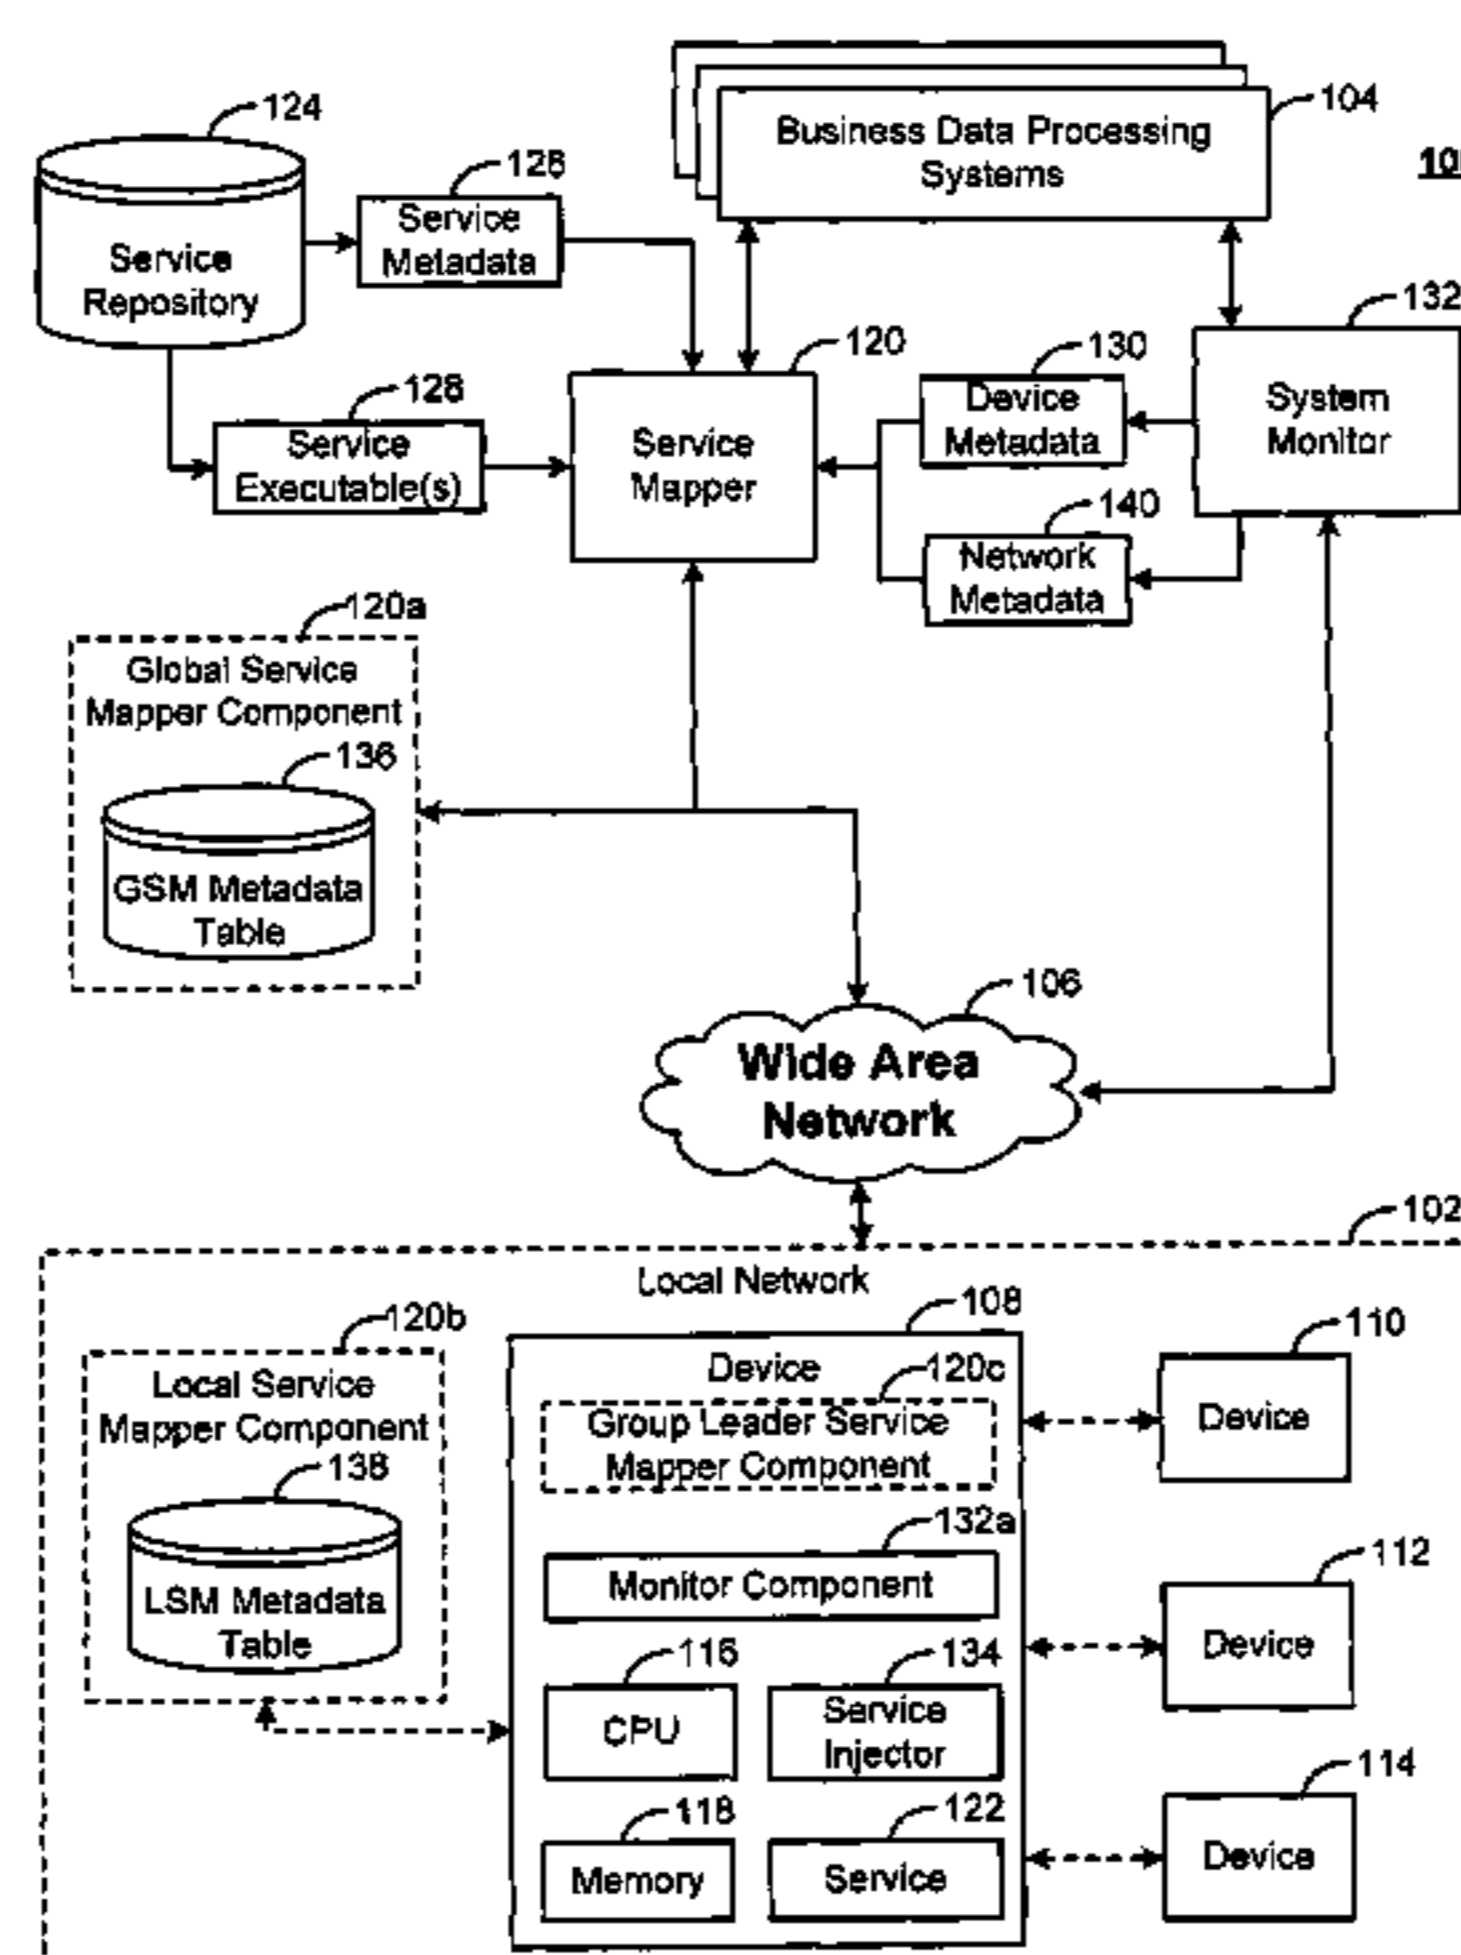 124
104
Business Data Processing
Systems
10
126
Service
Metadata
Service
Repository
132
120
130
Device
Metadata
System
Monitor
128
Service
Executable(s)
Service
Mapper
140
Network
Metadata
120a
Global Service
Mapper Component
136
GSM Metadata
Table
106
Wide Area
Network
102
Local Network
120b
Local Service
Mapper Component
138
LSM Metadata
Table
108
Device
120c
Group Leader Service
Mapper Component
132a
Monitor Component
116
CPU
134
Service
Injector
118
Memory
122
Service
110
Device
112
Device
114
Device